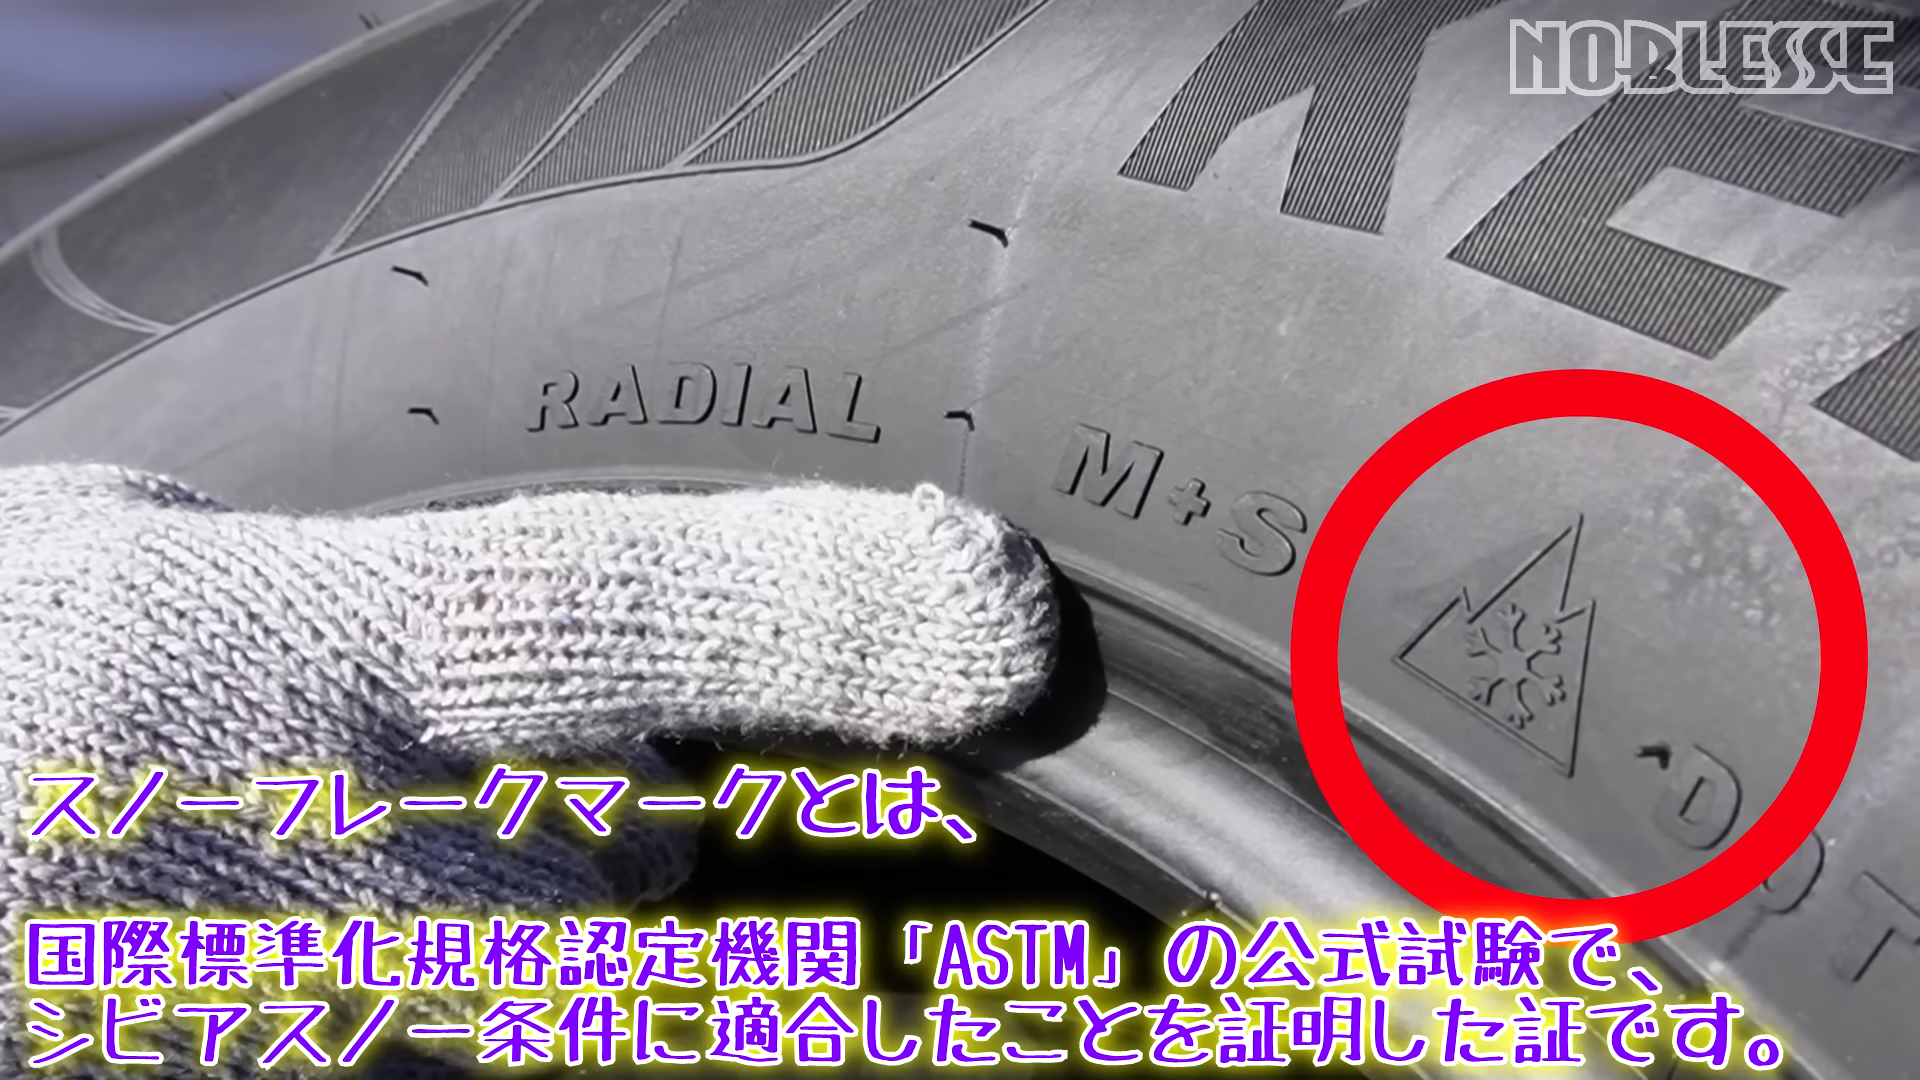 NOBLESSE
KE
RADIAL
M+S
DOT
スノーフレークマークとは、
国際標準化規格認定機関「ASTM」の公式試験で、
シビアスノー条件に適合したことを証明した証です。